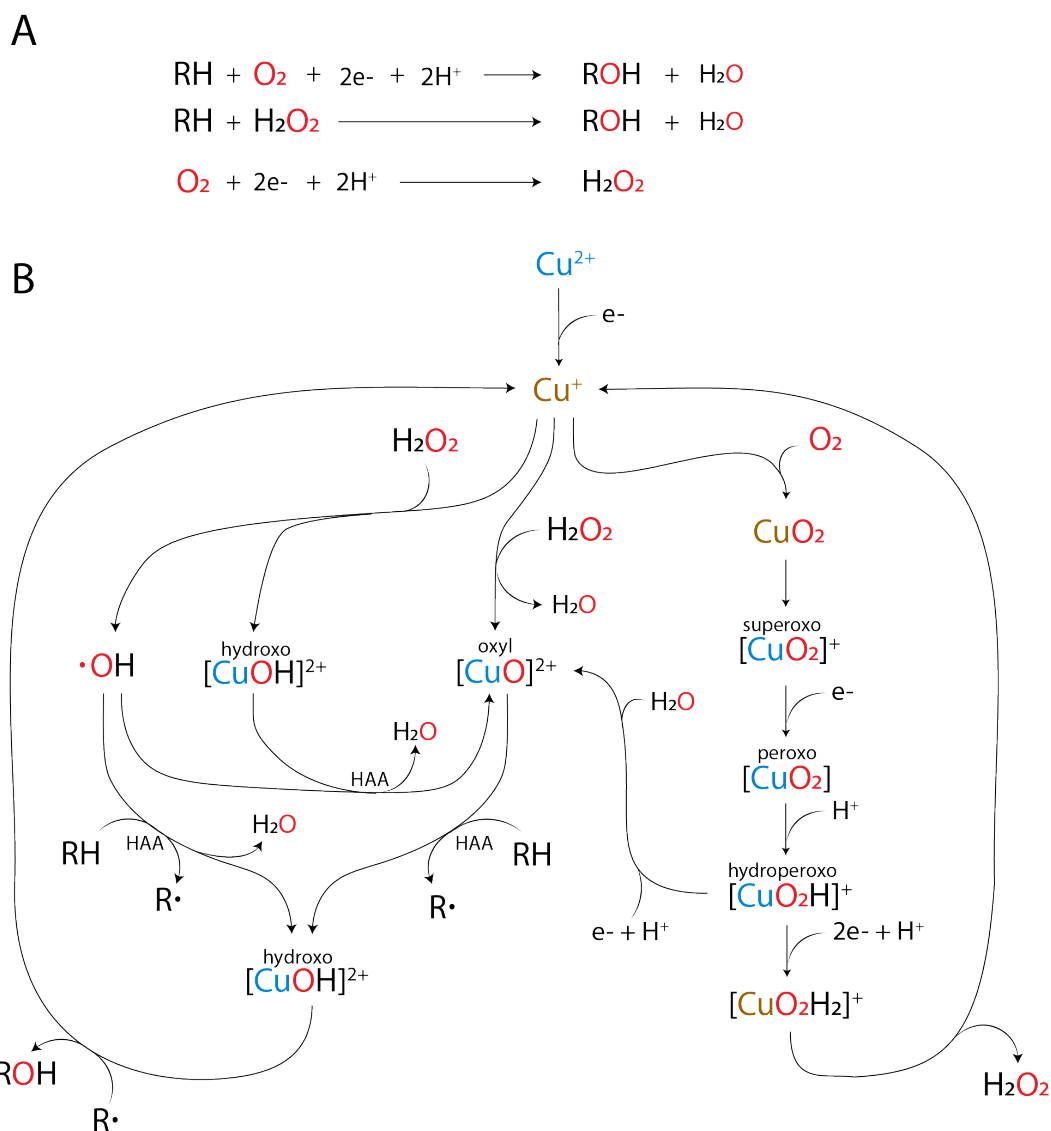 A
RH + O₂ + 2e- + 2H⁺ ROH + H₂O
RH + H₂O₂ ROH + H₂O
O₂ + 2e- + 2H⁺ H₂O₂
B
Cu²⁺
e-
Cu⁺
H₂O₂
O₂
H₂O₂
CuO₂
H₂O
•OH
hydroxo
[CuOH]²⁺
oxyl
[CuO]²⁺
superoxo
[CuO₂]⁺
H₂O
e-
H₂O
HAA
peroxo
[CuO₂]
H⁺
RH
HAA
H₂O
HAA
RH
R•
R•
hydroperoxo
[CuO₂H]⁺
e- + H⁺
2e- + H⁺
hydroxo
[CuOH]²⁺
[CuO₂H₂]⁺
ROH
R•
H₂O₂